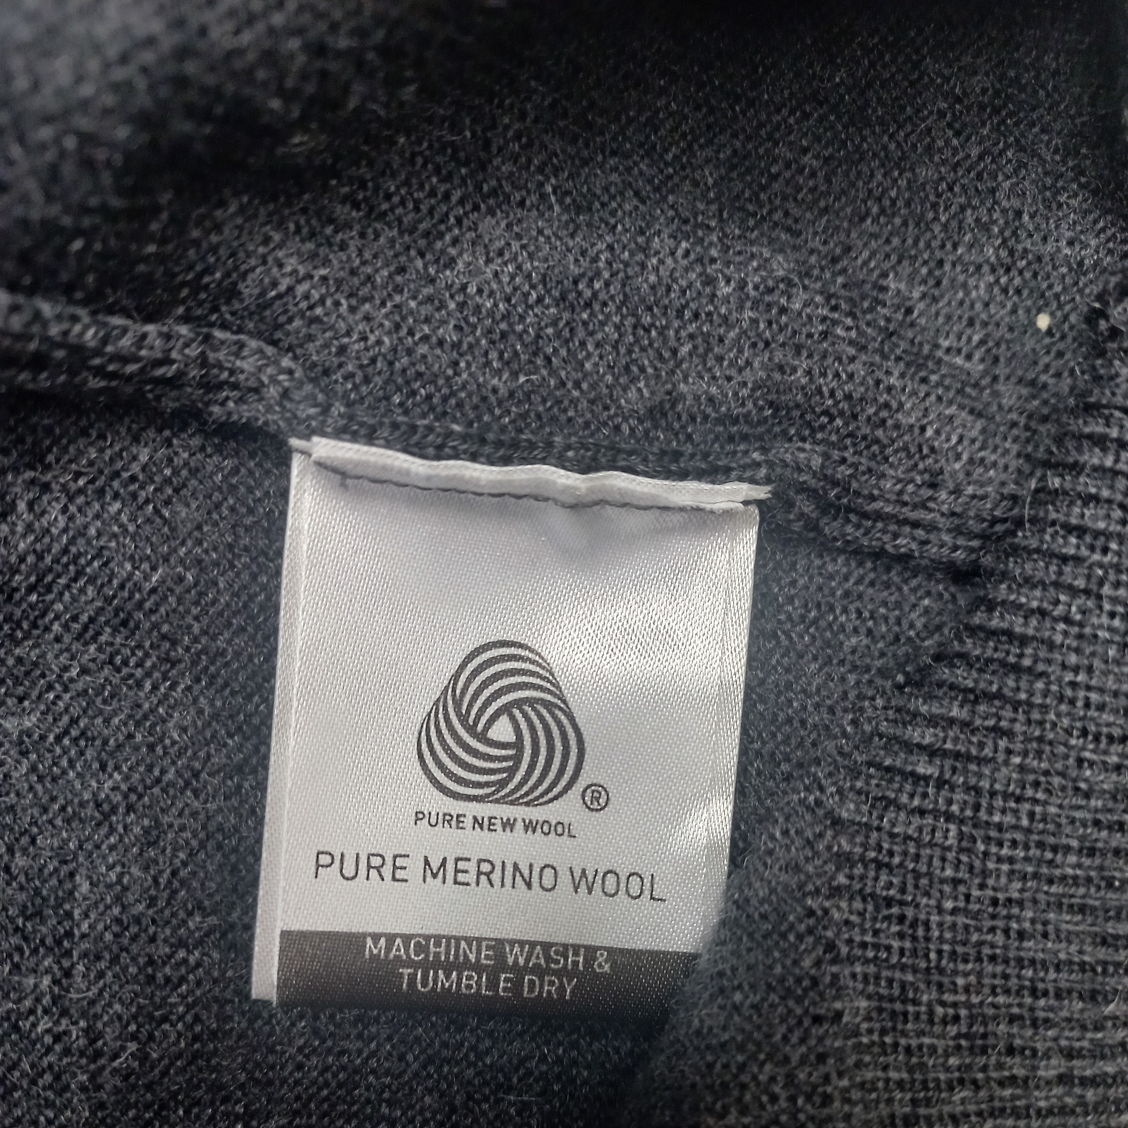 ®
PURE NEW WOOL
PURE MERINO WOOL
MACHINE WASH &
TUMBLE DRY